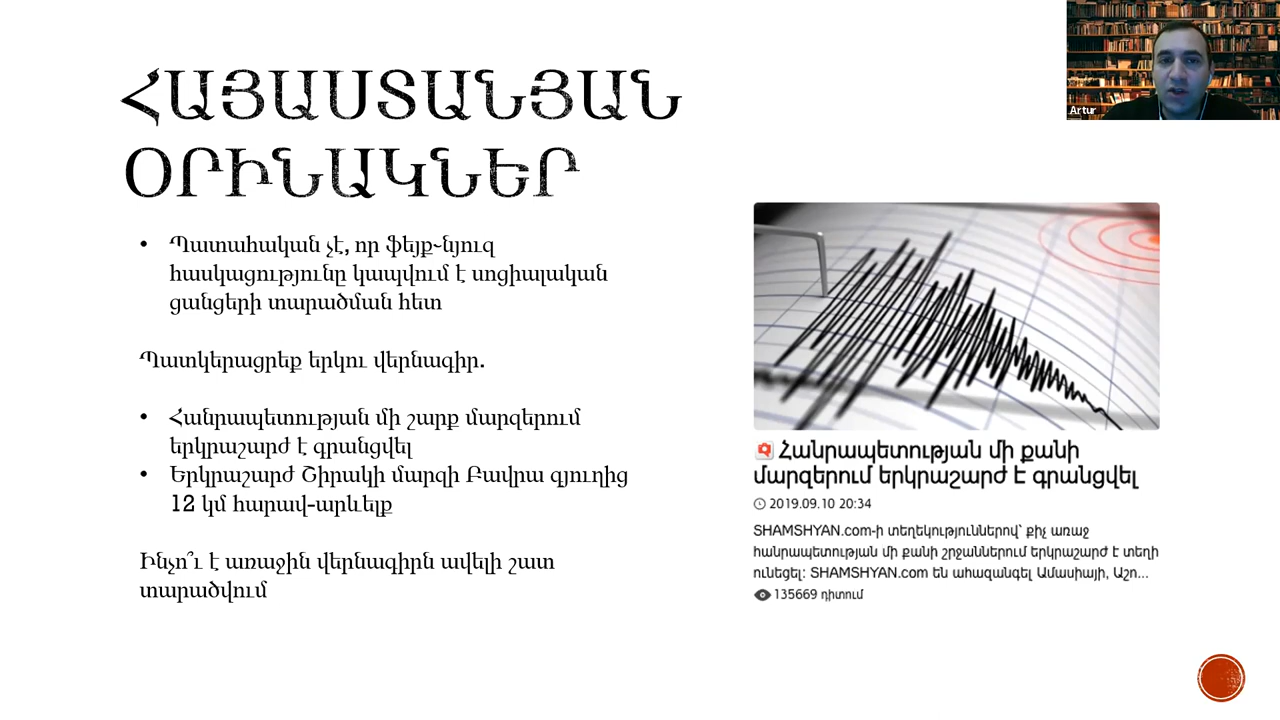 ՀԱՅԱՍՏԱՆՅԱՆ
ՕՐԻՆԱԿՆԵՐ
• Պատահական չէ, որ ֆեյք-նյուզ
հասկացությունը կապվում է սոցիալական
ցանցերի տարածման հետ
Պատկերացրեք երկու վերնագիր.
• Հանրապետության մի շարք մարզերում
երկրաշարժ է գրանցվել
• Երկրաշարժ Շիրակի մարզի Բավրա գյուղից
12 կմ հարավ-արևելք
Ինչո՞ւ է առաջին վերնագիրն ավելի շատ
տարածվում
Artur
Հանրապետության մի քանի
մարզերում երկրաշարժ է գրանցվել
2019.09.10 20:34
SHAMSHYAN.com-ի տեղեկություններով՝ քիչ առաջ
հանրապետության մի քանի շրջաններում երկրաշարժ է տեղի
ունեցել: SHAMSHYAN.com են ահազանգել Ամասիայի, Աշո...
135669 դիտում